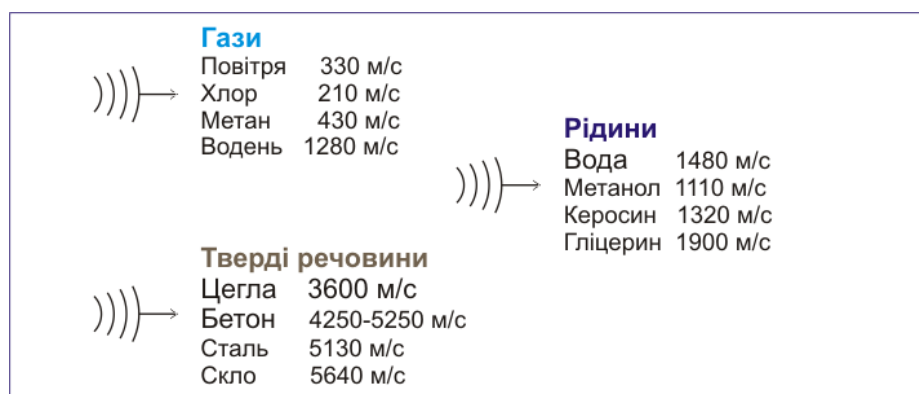 Гази
Повітря 330 м/с
Хлор 210 м/с
Метан 430 м/с
Водень 1280 м/с
Рідини
Вода 1480 м/с
Метанол 1110 м/с
Керосин 1320 м/с
Гліцерин 1900 м/с
Тверді речовини
Цегла 3600 м/с
Бетон 4250-5250 м/с
Сталь 5130 м/с
Скло 5640 м/с